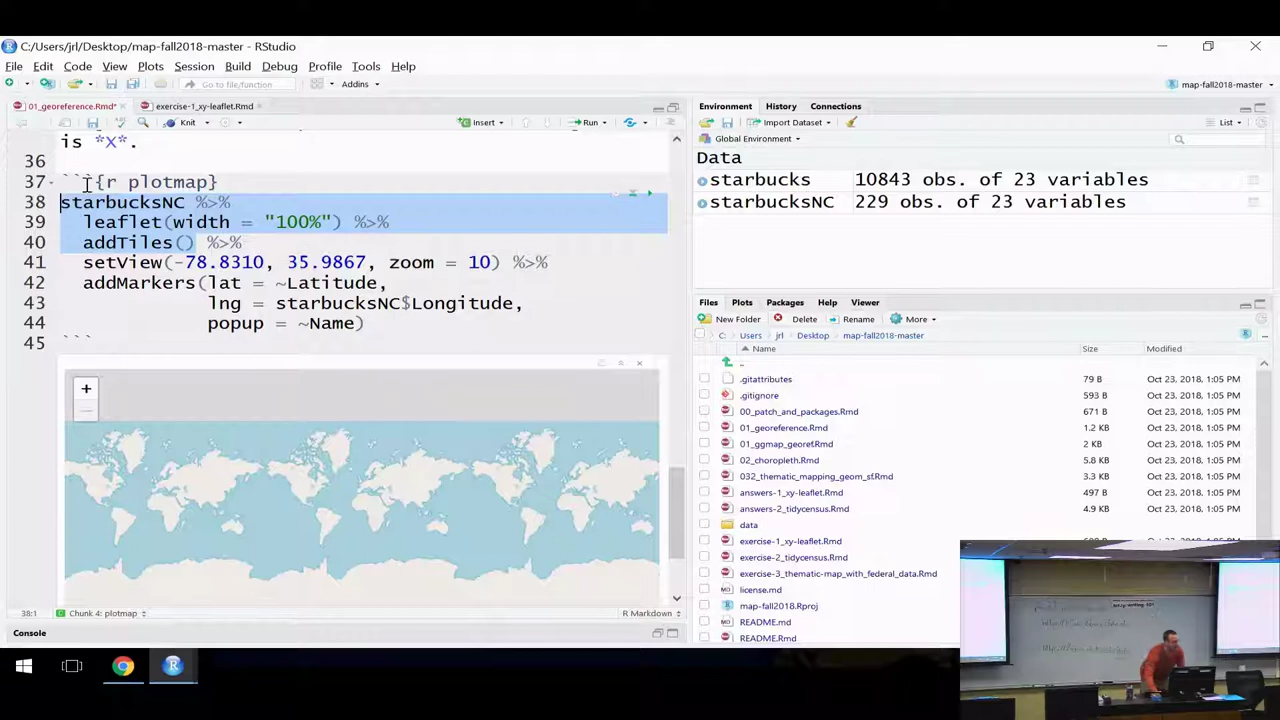 C:/Users/jrl/Desktop/map-fall2018-master - RStudio
File Edit Code View Plots Session Build Debug Profile Tools Help
Go to file/function Addins map-fall2018-master
01_georeference.Rmd* exercise-1_xy-leaflet.Rmd
Knit Insert Run
is *X*.
36
37 ```{r plotmap}
38 starbucksNC %>%
39 leaflet(width = "100%") %>%
40 addTiles() %>%
41 setView(-78.8310, 35.9867, zoom = 10) %>%
42 addMarkers(lat = ~Latitude,
43 lng = starbucksNC$Longitude,
44 popup = ~Name)
45 ```
+
38:1 Chunk 4: plotmap R Markdown
Console
Environment History Connections
Import Dataset List
Global Environment
Data
starbucks 10843 obs. of 23 variables
starbucksNC 229 obs. of 23 variables
Files Plots Packages Help Viewer
New Folder Delete Rename More
C: Users jrl Desktop map-fall2018-master
Name Size Modified
..
.gitattributes 79 B Oct 23, 2018, 1:05 PM
.gitignore 593 B Oct 23, 2018, 1:05 PM
00_patch_and_packages.Rmd 671 B Oct 23, 2018, 1:05 PM
01_georeference.Rmd 1.2 KB Oct 23, 2018, 1:05 PM
01_ggmap_georef.Rmd 2 KB Oct 23, 2018, 1:05 PM
02_choropleth.Rmd 5.8 KB Oct 23, 2018, 1:05 PM
032_thematic_mapping_geom_sf.Rmd 3.3 KB Oct 23, 2018, 1:05 PM
answers-1_xy-leaflet.Rmd 497 B Oct 23, 2018, 1:05 PM
answers-2_tidycensus.Rmd 4.9 KB Oct 23, 2018, 1:05 PM
data
exercise-1_xy-leaflet.Rmd Oct 23, 2018, 1:05 PM
exercise-2_tidycensus.Rmd
exercise-3_thematic-map_with_federal_data.Rmd
license.md
map-fall2018.Rproj
README.md
README.Rmd